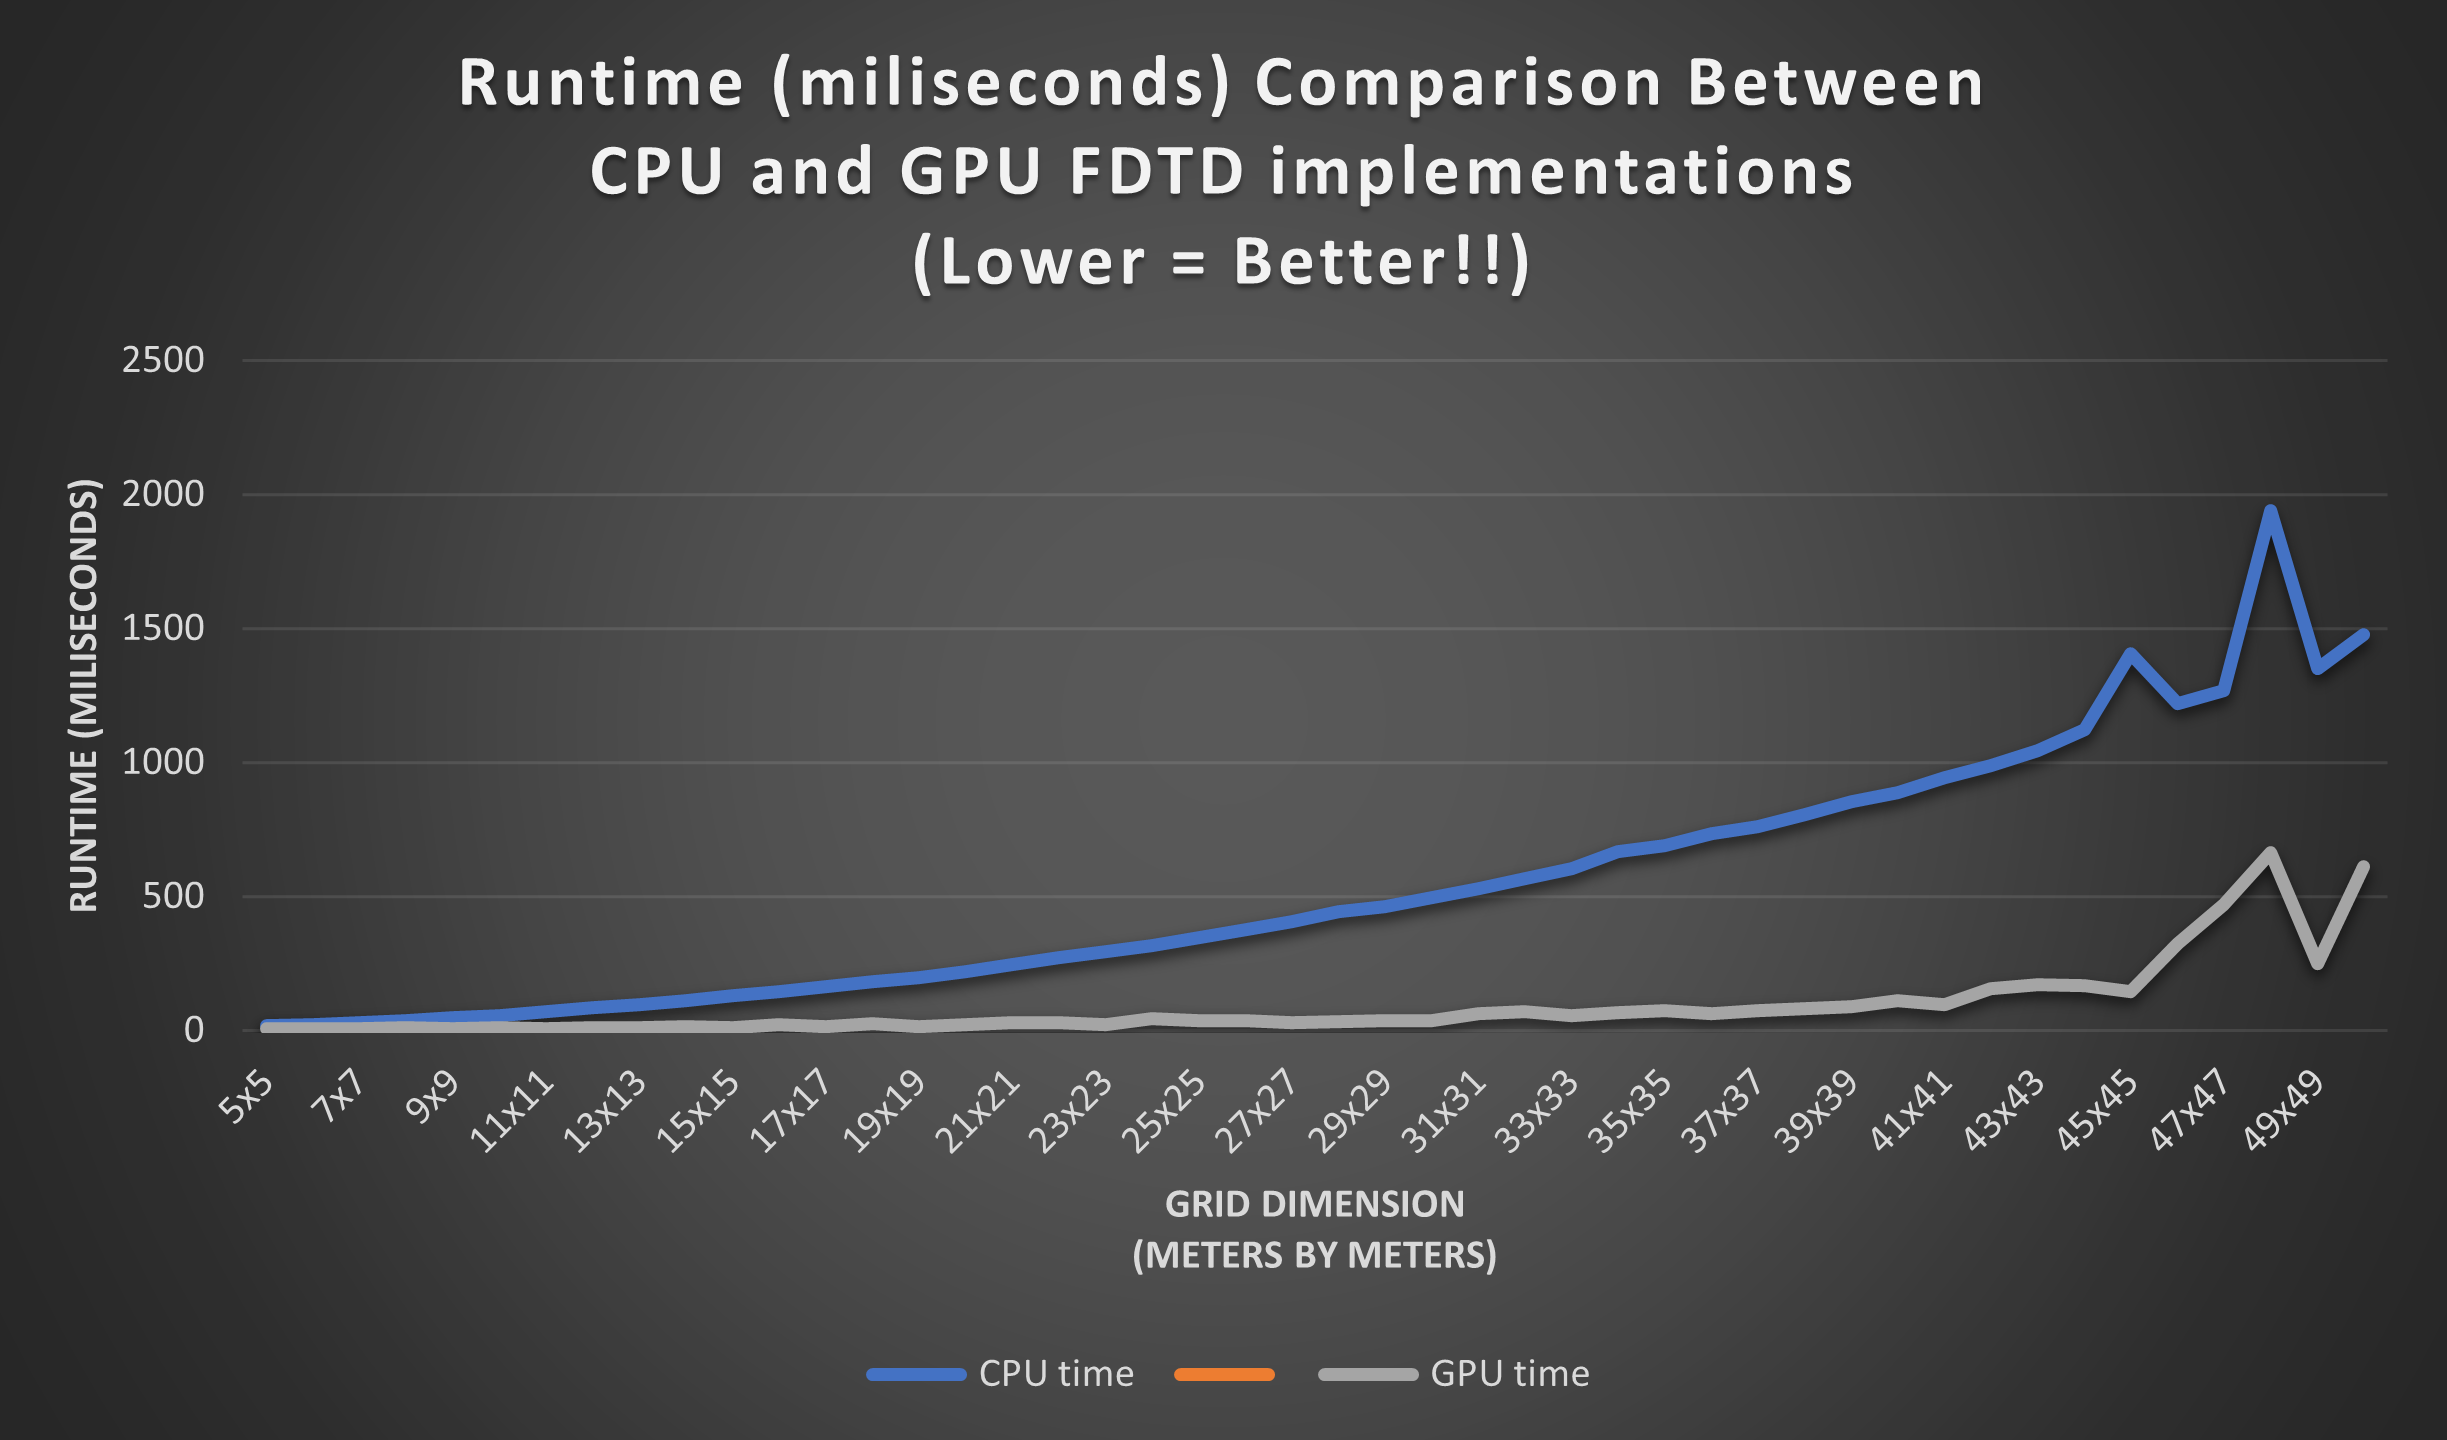 Runtime (miliseconds) Comparison Between
CPU and GPU FDTD implementations
(Lower = Better!!)
RUNTIME (MILISECONDS)
2500
2000
1500
1000
500
0
5x5
7x7
9x9
11x11
13x13
15x15
17x17
19x19
21x21
23x23
25x25
27x27
29x29
31x31
33x33
35x35
37x37
39x39
41x41
43x43
45x45
47x47
49x49
GRID DIMENSION
(METERS BY METERS)
CPU time
GPU time